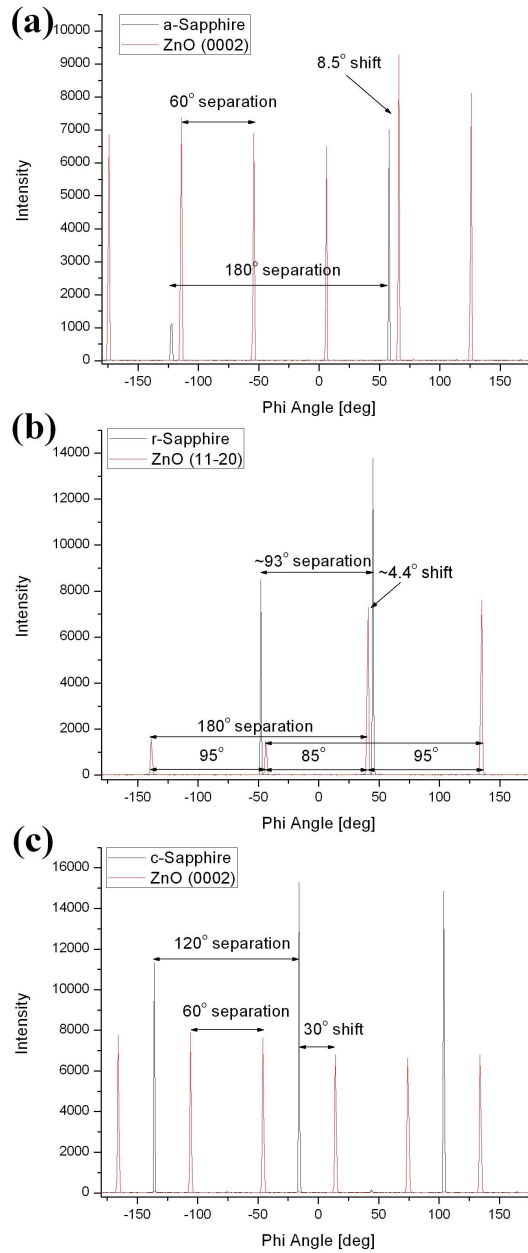 (a)
a-Sapphire
ZnO (0002)
10000
9000
8000
7000
6000
5000
4000
3000
2000
1000
0
Intensity
8.5° shift
60° separation
180° separation
-150 -100 -50 0 50 100 150
Phi Angle [deg]
(b)
r-Sapphire
ZnO (11-20)
14000
12000
10000
8000
6000
4000
2000
0
Intensity
~93° separation
~4.4° shift
180° separation
95° 85° 95°
-150 -100 -50 0 50 100 150
Phi Angle [deg]
(c)
c-Sapphire
ZnO (0002)
16000
14000
12000
10000
8000
6000
4000
2000
0
Intensity
120° separation
60° separation
30° shift
-150 -100 -50 0 50 100 150
Phi Angle [deg]